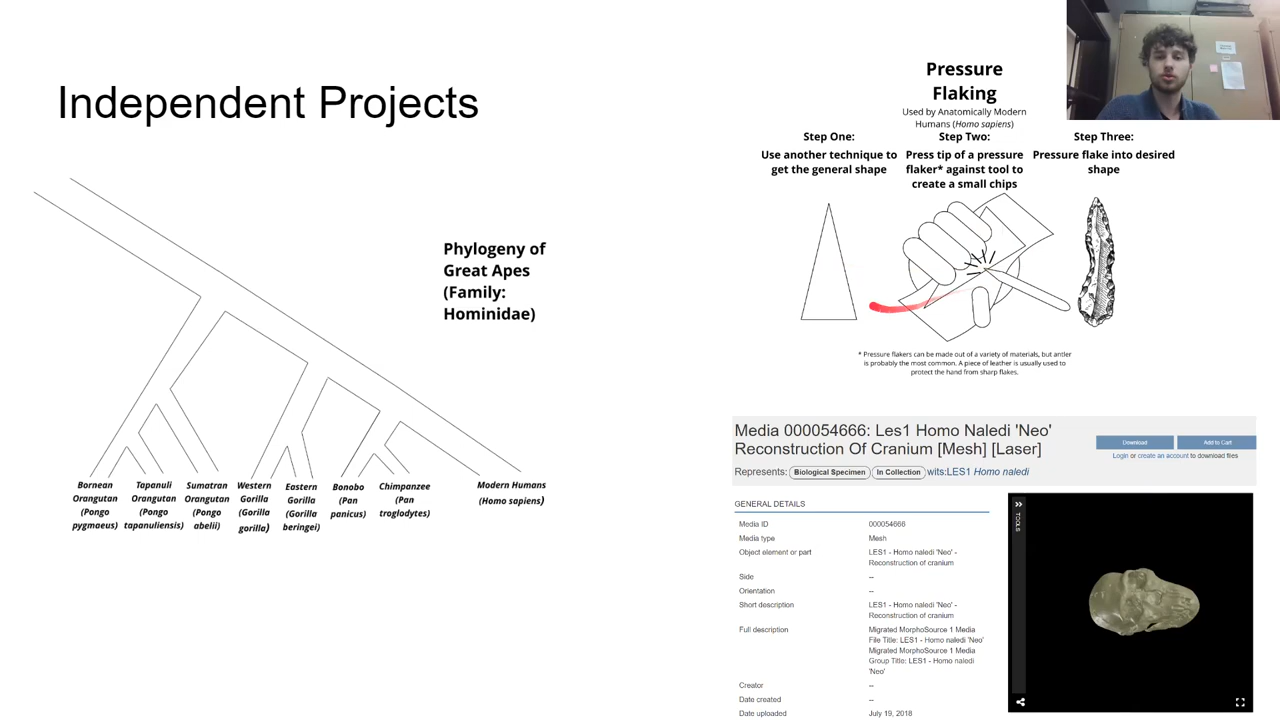 Independent Projects
Phylogeny of
Great Apes
(Family:
Hominidae)
Bornean
Orangutan
(Pongo
pygmaeus)
Tapanuli
Orangutan
(Pongo
tapanuliensis)
Sumatran
Orangutan
(Pongo
abelii)
Western
Gorilla
(Gorilla
gorilla)
Eastern
Gorilla
(Gorilla
beringei)
Bonobo
(Pan
panicus)
Chimpanzee
(Pan
troglodytes)
Modern Humans
(Homo sapiens)
Pressure
Flaking
Used by Anatomically Modern
Humans (Homo sapiens)
Step One:
Use another technique to
get the general shape
Step Two:
Press tip of a pressure
flaker* against tool to
create a small chips
Step Three:
Pressure flake into desired
shape
* Pressure flakers can be made out of a variety of materials, but antler
is probably the most common. A piece of leather is usually used to
protect the hand from sharp flakes.
Media 000054666: Les1 Homo Naledi 'Neo'
Reconstruction Of Cranium [Mesh] [Laser]
Represents: Biological Specimen In Collection wits:LES1 Homo naledi
Download Add to Cart
Login or create an account to download files
GENERAL DETAILS
Media ID 000054666
Media type Mesh
Object element or part LES1 - Homo naledi 'Neo' -
Reconstruction of cranium
Side --
Orientation --
Short description LES1 - Homo naledi 'Neo' -
Reconstruction of cranium
Full description Migrated MorphoSource 1 Media
File Title: LES1 - Homo naledi 'Neo'
Migrated MorphoSource 1 Media
Group Title: LES1 - Homo naledi
'Neo'
Creator --
Date created --
Date uploaded July 19, 2018
TOOLS